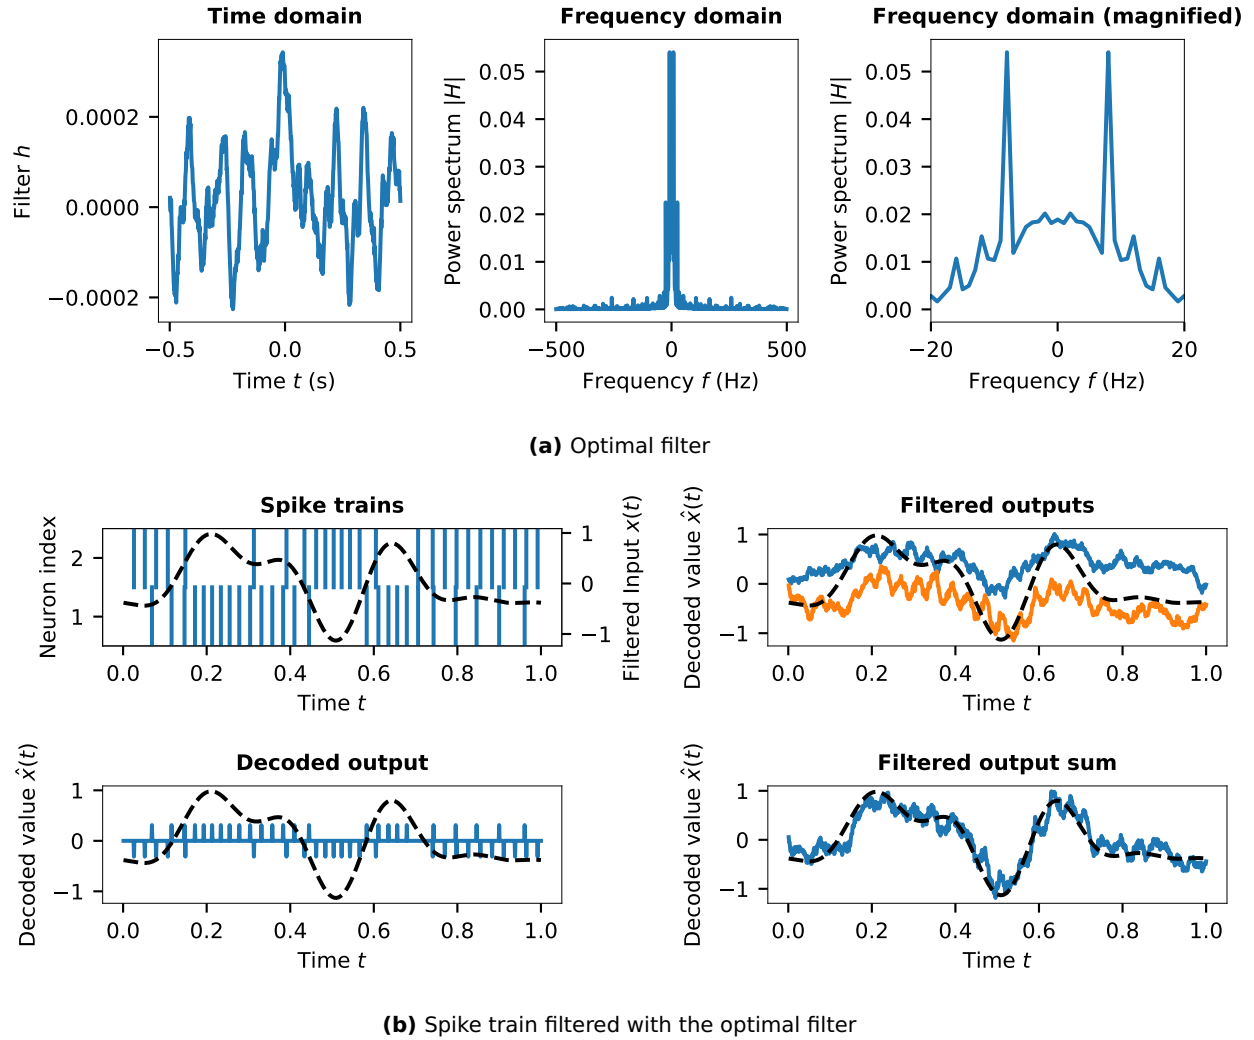 Time domain
Frequency domain
Frequency domain (magnified)
Filter h
0.0002
0.0000
−0.0002
−0.5
0.0
0.5
Time t (s)
Power spectrum |H|
0.05
0.04
0.03
0.02
0.01
0.00
−500
0
500
Frequency f (Hz)
Power spectrum |H|
0.05
0.04
0.03
0.02
0.01
0.00
−20
0
20
Frequency f (Hz)
(a) Optimal filter
Spike trains
Neuron index
2
1
1
0
−1
Filtered Input x(t)
0.0
0.2
0.4
0.6
0.8
1.0
Time t
Filtered outputs
Decoded value x̂(t)
1
0
−1
0.0
0.2
0.4
0.6
0.8
1.0
Time t
Decoded output
Decoded value x̂(t)
1
0
−1
0.0
0.2
0.4
0.6
0.8
1.0
Time t
Filtered output sum
Decoded value x̂(t)
1
0
−1
0.0
0.2
0.4
0.6
0.8
1.0
Time t
(b) Spike train filtered with the optimal filter